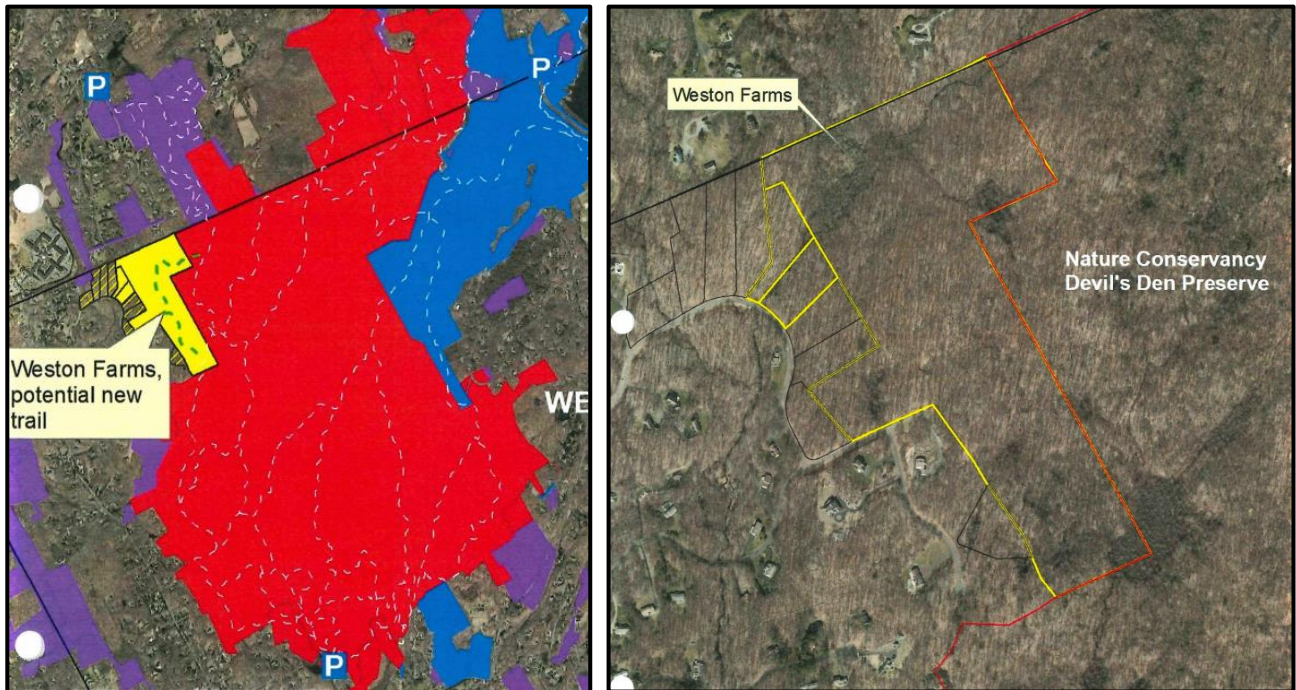 P
P
WE
Weston Farms,
potential new
trail
P
Weston Farms
Nature Conservancy
Devil's Den Preserve